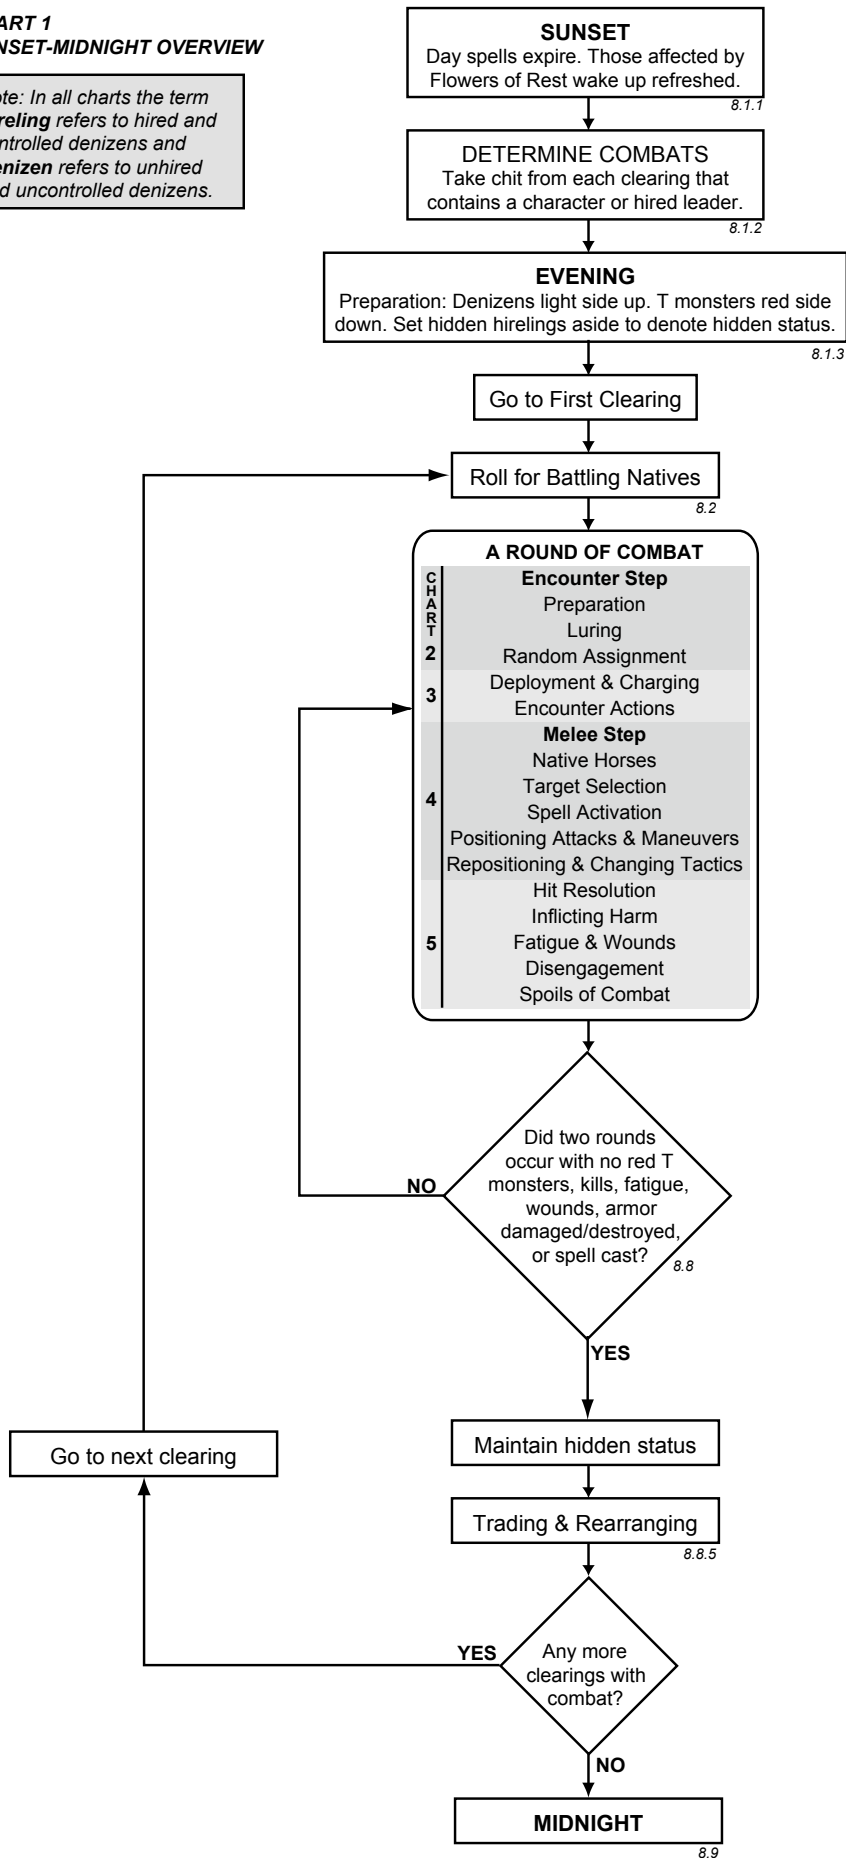 ART 1
NSET-MIDNIGHT OVERVIEW
ote: In all charts the term
reling refers to hired and
ntrolled denizens and
enizen refers to unhired
d uncontrolled denizens.
SUNSET
Day spells expire. Those affected by
Flowers of Rest wake up refreshed.
8.1.1
DETERMINE COMBATS
Take chit from each clearing that
contains a character or hired leader.
8.1.2
EVENING
Preparation: Denizens light side up. T monsters red side
down. Set hidden hirelings aside to denote hidden status.
8.1.3
Go to First Clearing
Roll for Battling Natives
8.2
A ROUND OF COMBAT
CHART
2
Encounter Step
Preparation
Luring
Random Assignment
3
Deployment & Charging
Encounter Actions
4
Melee Step
Native Horses
Target Selection
Spell Activation
Positioning Attacks & Maneuvers
Repositioning & Changing Tactics
5
Hit Resolution
Inflicting Harm
Fatigue & Wounds
Disengagement
Spoils of Combat
Did two rounds
occur with no red T
monsters, kills, fatigue,
wounds, armor
damaged/destroyed,
or spell cast?
8.8
NO
YES
Maintain hidden status
Trading & Rearranging
8.8.5
Any more
clearings with
combat?
YES
Go to next clearing
NO
MIDNIGHT
8.9